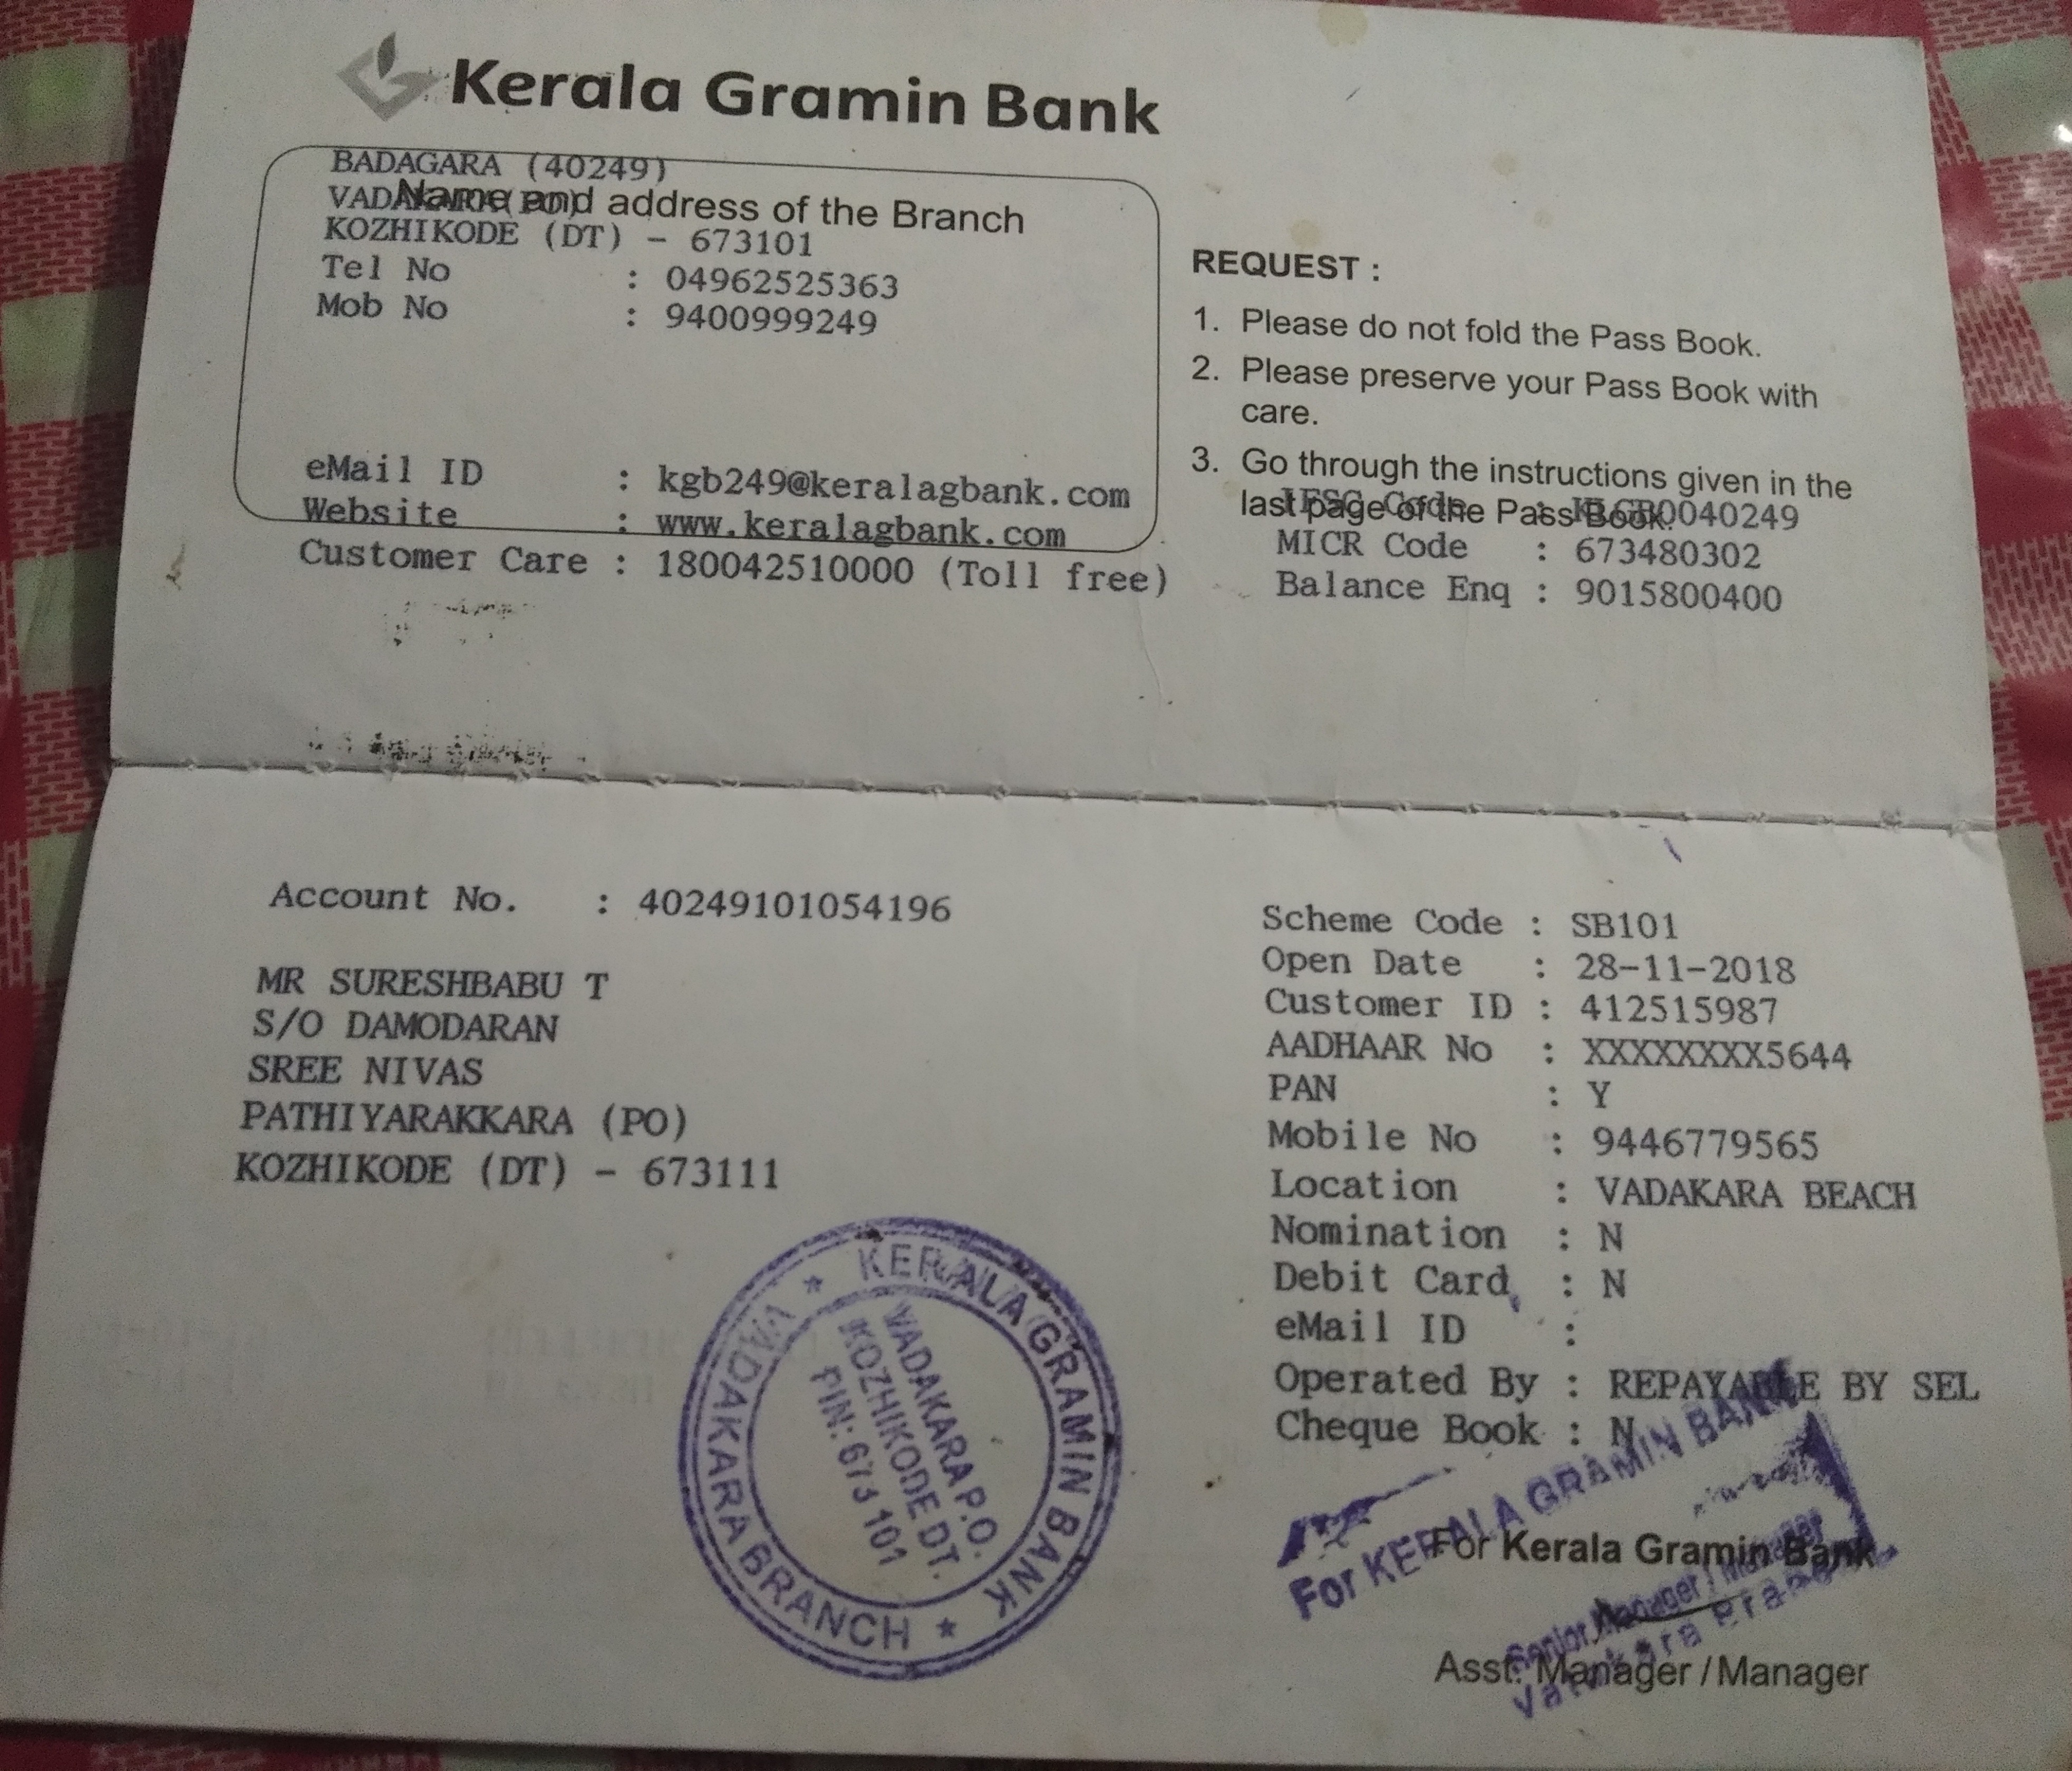 Kerala Gramin Bank
BADAGARA (40249)
Name and address of the Branch
VADAKARA (PO)
KOZHIKODE (DT) - 673101
Tel No : 04962525363
Mob No : 9400999249
eMail ID : kgb249@keralagbank.com
Website : www.keralagbank.com
Customer Care : 180042510000 (Toll free)
REQUEST :
1. Please do not fold the Pass Book.
2. Please preserve your Pass Book with
care.
3. Go through the instructions given in the
last page of the Pass Book.
IFSC Code : KLGB0040249
MICR Code : 673480302
Balance Enq : 9015800400
Account No. : 40249101054196
MR SURESHBABU T
S/O DAMODARAN
SREE NIVAS
PATHIYARAKKARA (PO)
KOZHIKODE (DT) - 673111
Scheme Code : SB101
Open Date : 28-11-2018
Customer ID : 412515987
AADHAAR No : XXXXXXXX5644
PAN : Y
Mobile No : 9446779565
Location : VADAKARA BEACH
Nomination : N
Debit Card : N
eMail ID :
Operated By : REPAYABLE BY SEL
Cheque Book : N
KERALA GRAMIN BANK
★ VADAKARA BRANCH ★
VADAKARA P.O.
KOZHIKODE DT.
PIN: 673 101
For KERALA GRAMIN BANK
For Kerala Gramin Bank
Senior Manager / Manager
Asst. Manager / Manager